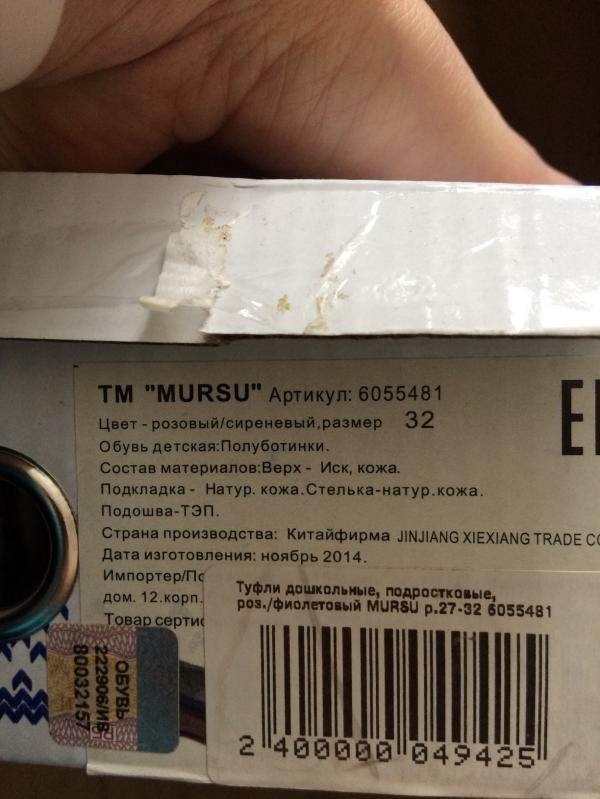 ТМ "MURSU" Артикул: 6055481
Цвет - розовый/сиреневый,размер 32
Обувь детская:Полуботинки.
Состав материалов:Верх - Иск, кожа.
Подкладка - Натур. кожа.Стелька-натур.кожа.
Подошва-ТЭП.
Страна производства: Китайфирма JINJIANG XIEXIANG TRADE CO
Дата изготовления: ноябрь 2014.
Импортер/По
дом. 12.корп.
Товар серти
Туфли дошкольные, подростковые,
роз./фиолетовый MURSU р.27-32 6055481
2 400000 049425
ОБУВЬ
222906/ИВ
80032157